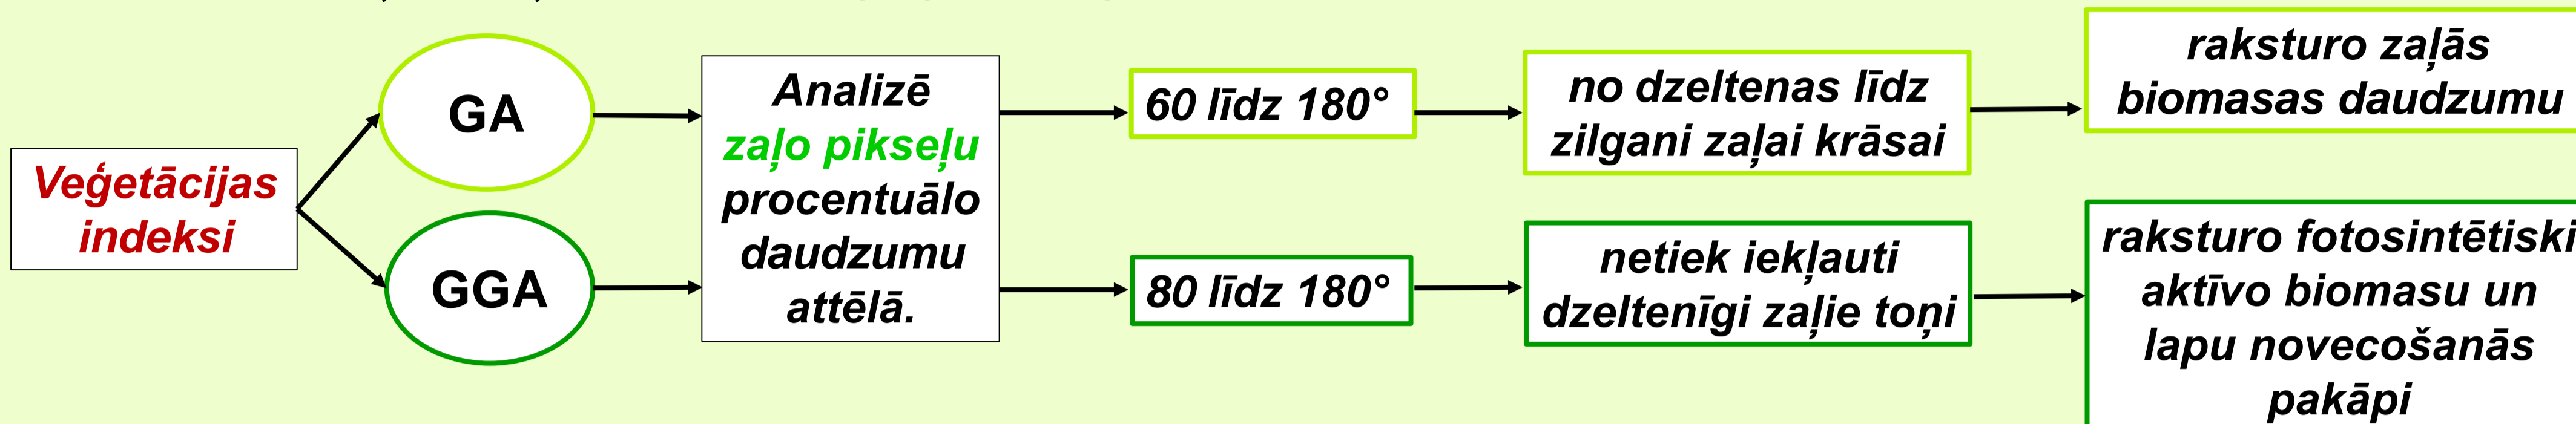 Veģetācijas
indeksi
GA
GGA
Analizē
zaļo pikseļu
procentuālo
daudzumu
attēlā.
60 līdz 180°
no dzeltenas līdz
zilgani zaļai krāsai
raksturo zaļās
biomasas daudzumu
80 līdz 180°
netiek iekļauti
dzeltenīgi zaļie toņi
raksturo fotosintētiski
aktīvo biomasu un
lapu novecošanās
pakāpi